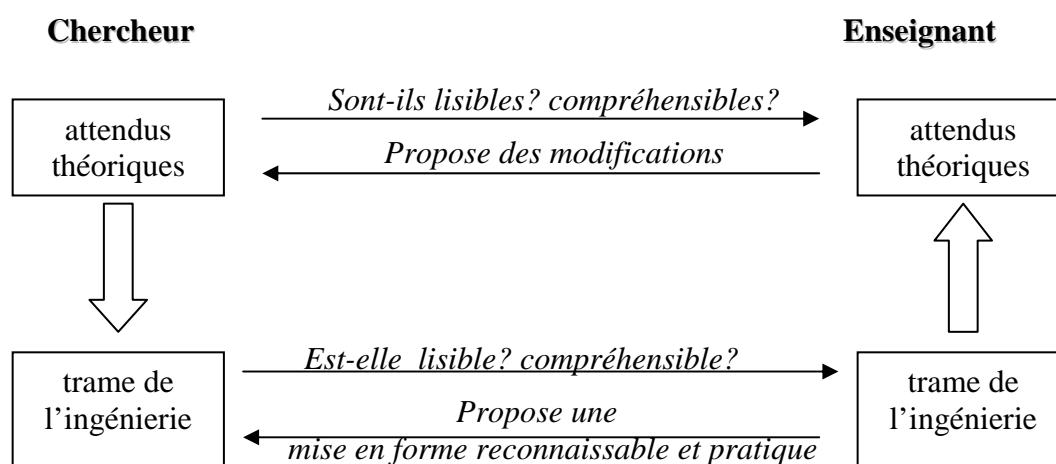 Chercheur
Enseignant
Sont-ils lisibles? compréhensibles?
attendus
théoriques
Propose des modifications
attendus
théoriques
Est-elle lisible? compréhensible?
trame de
l’ingénierie
Propose une
mise en forme reconnaissable et pratique
trame de
l’ingénierie